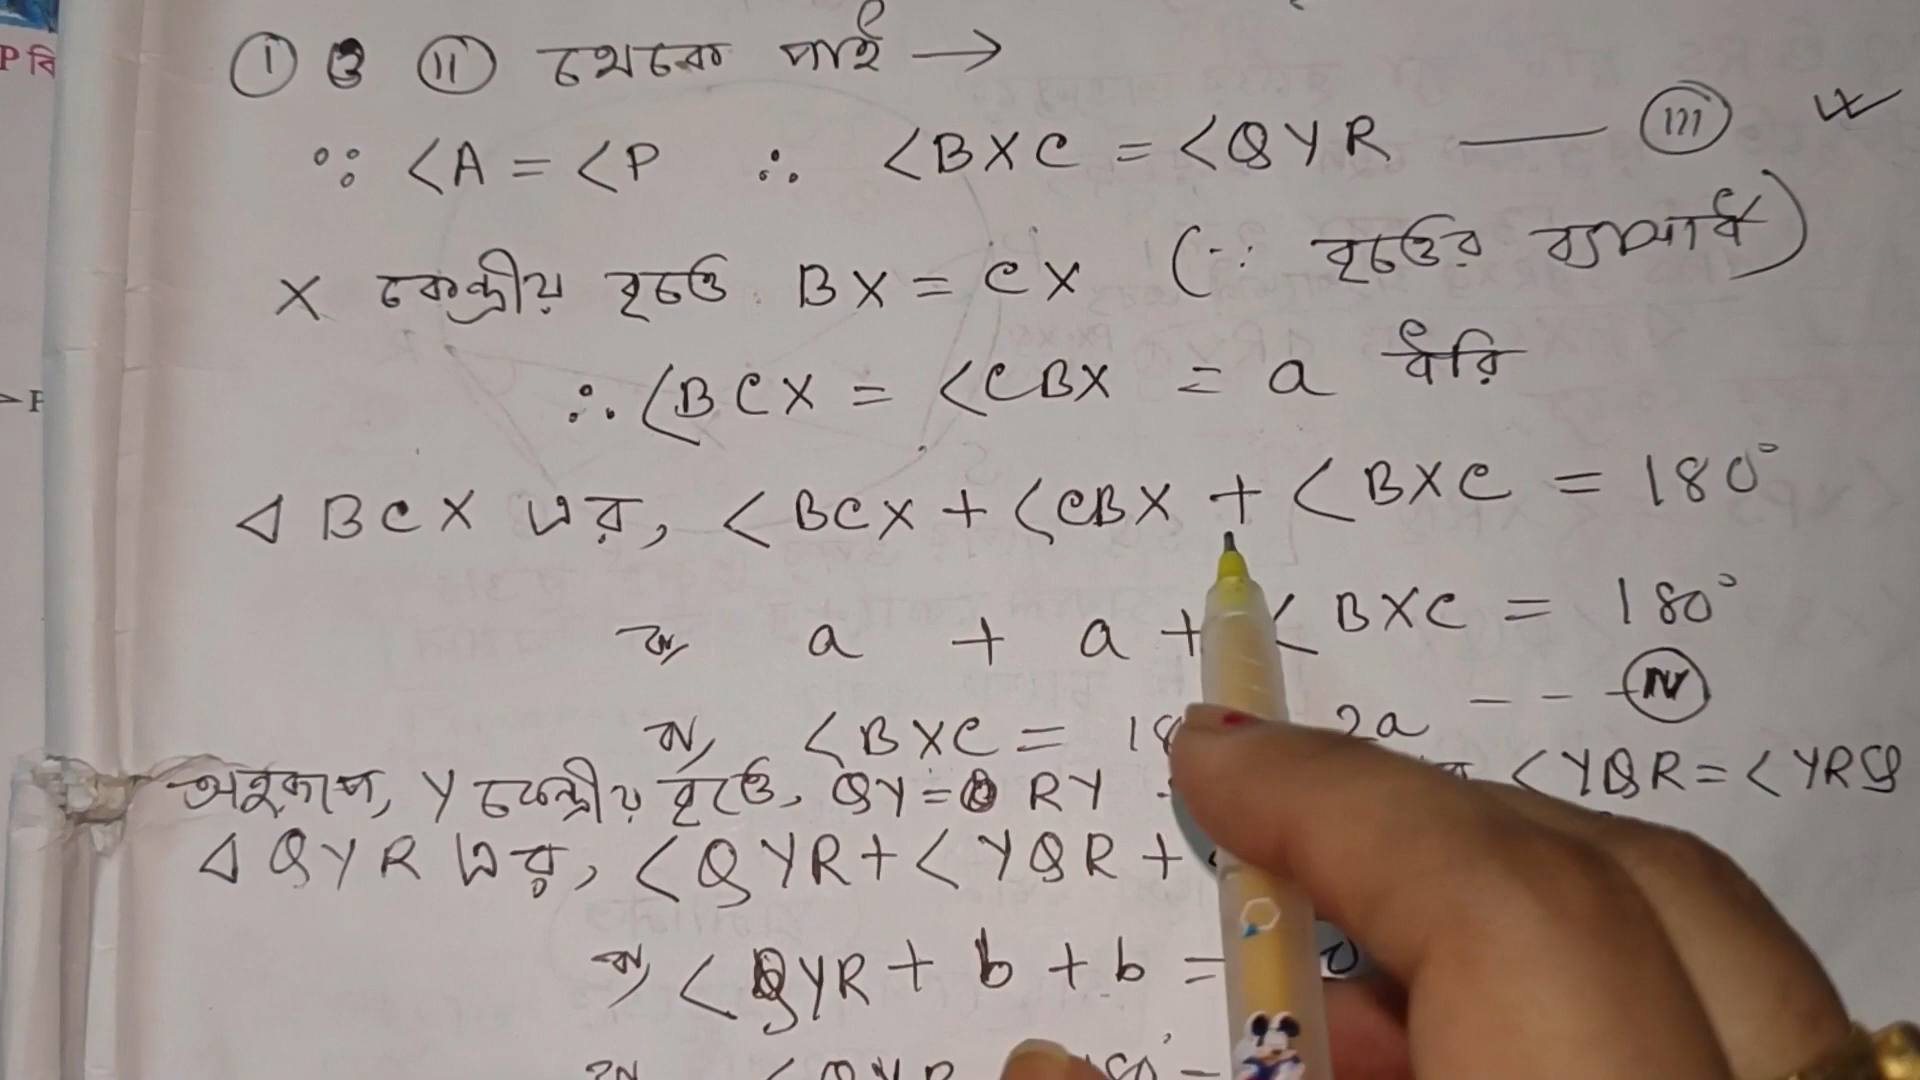 P বি
(I) ও (II) থেকে পাই →
∵ <A = <P ∴ <BXC = <QYR —— (III)
X কেন্দ্রীয় বৃত্তে BX = CX (∵ বৃত্তের ব্যাসার্ধ)
∴ <BCX = <CBX = a ধরি
△ BCX এর, <BCX + <CBX + <BXC = 180°
বা, a + a + < BXC = 180°
বা, <BXC = 18 2a - - - (IV)
অনুরূপে, Y কেন্দ্রীয় বৃত্তে, QY = RY <YQR = <YRQ
△ QYR এর, <QYR + <YQR +
বা, <QYR + b + b =